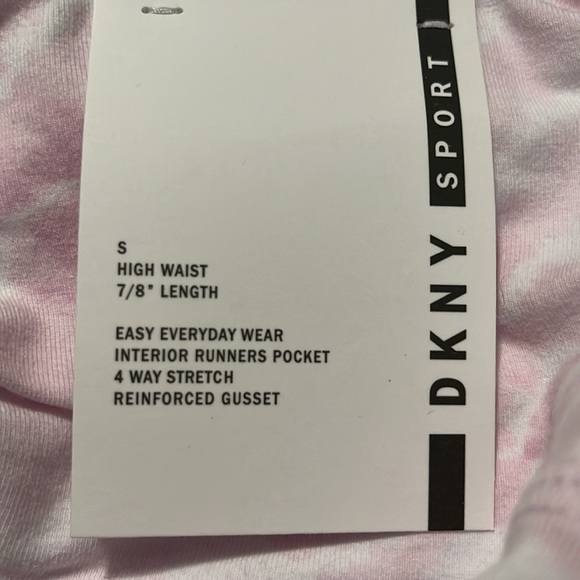 S
HIGH WAIST
7/8" LENGTH
EASY EVERYDAY WEAR
INTERIOR RUNNERS POCKET
4 WAY STRETCH
REINFORCED GUSSET
DKNY SPORT